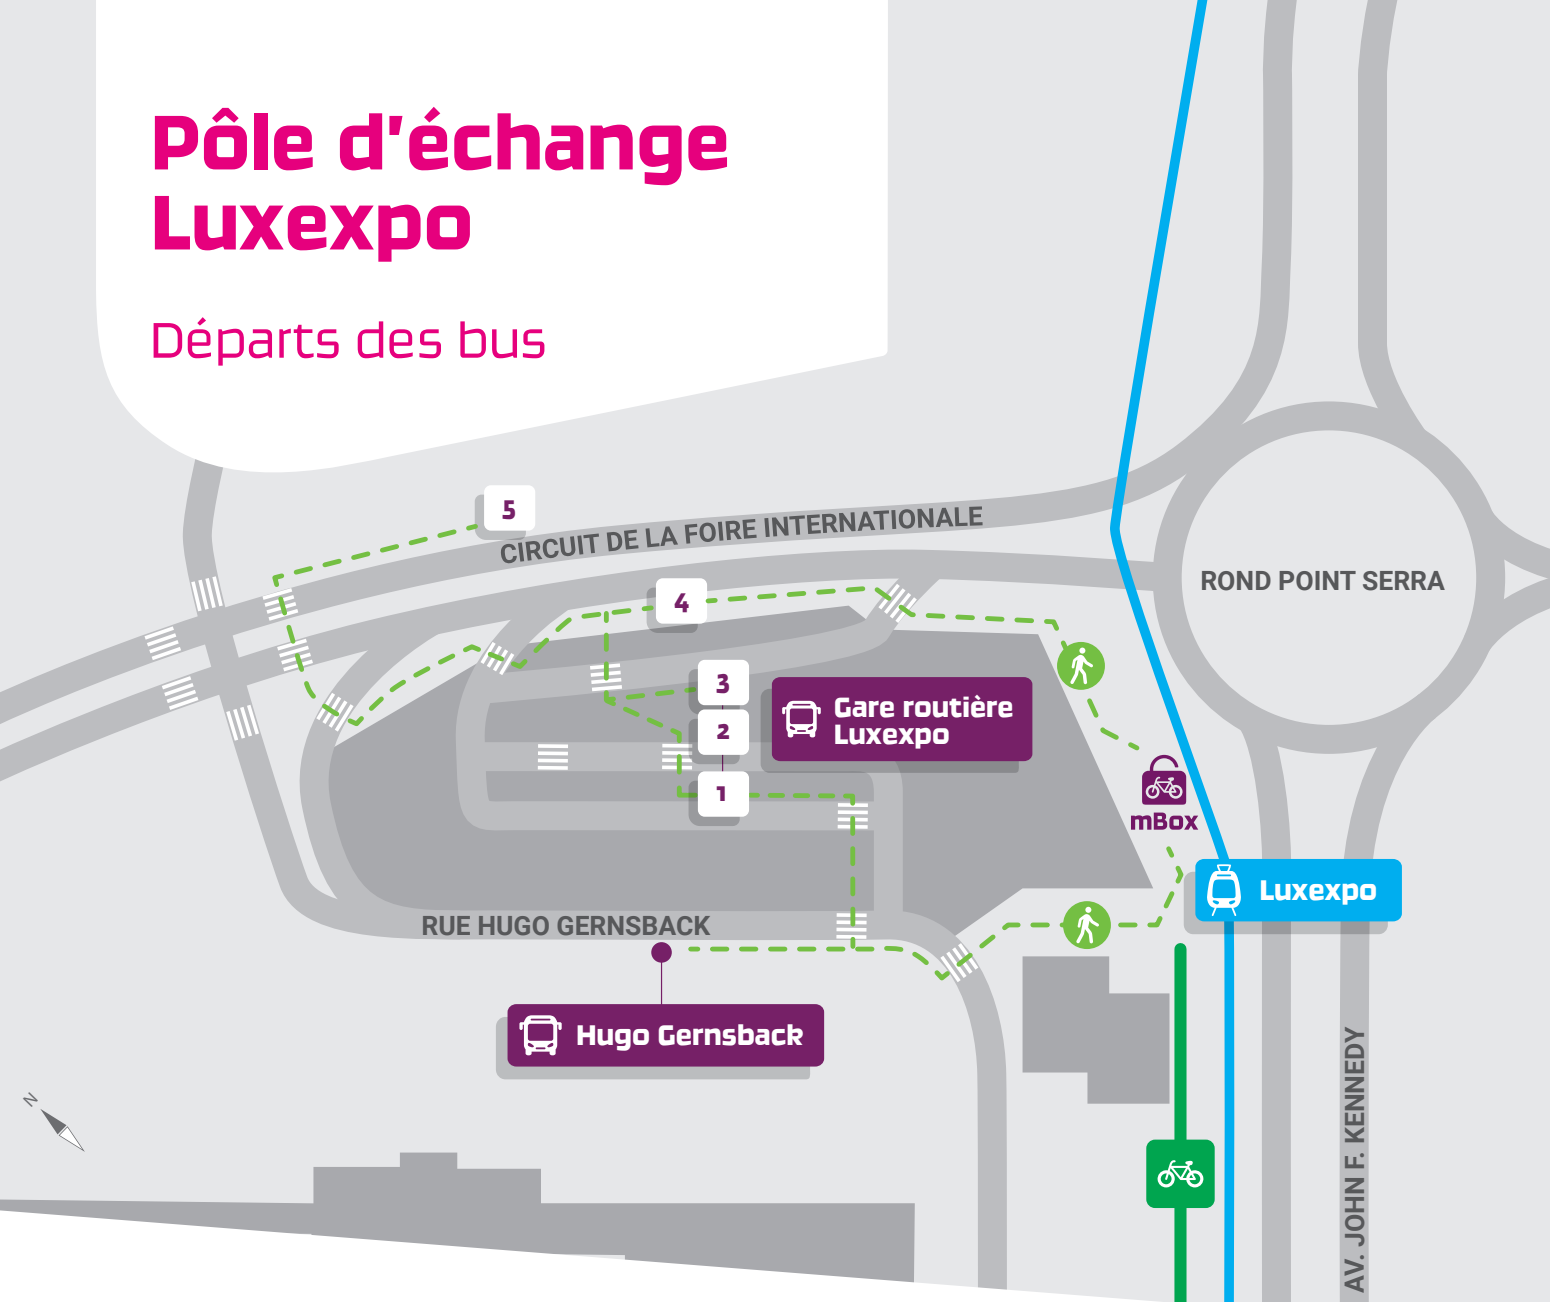 Pôle d'échange
Luxexpo
Départs des bus
5
CIRCUIT DE LA FOIRE INTERNATIONALE
ROND POINT SERRA
4
3
2
1
Gare routière
Luxexpo
mBox
Luxexpo
RUE HUGO GERNSBACK
Hugo Gernsback
N
AV. JOHN F. KENNEDY